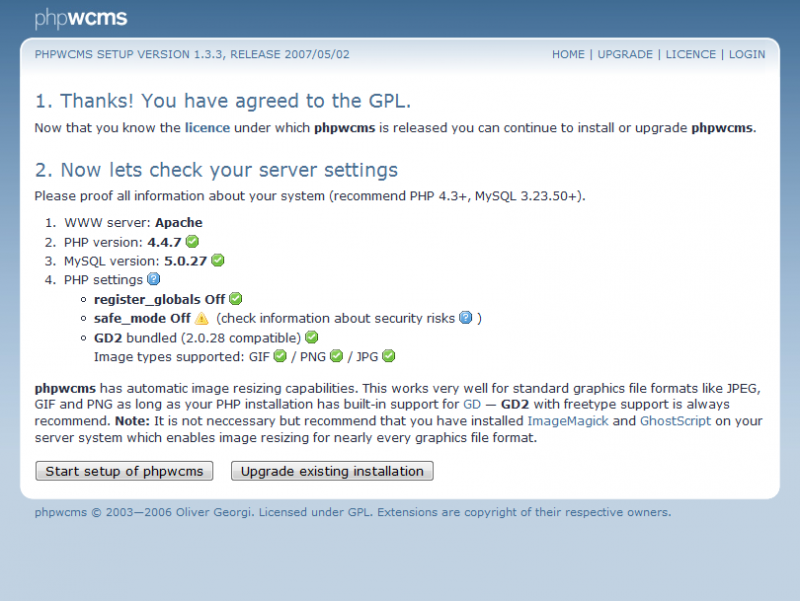 phpwcms
PHPWCMS SETUP VERSION 1.3.3, RELEASE 2007/05/02
HOME | UPGRADE | LICENCE | LOGIN
1. Thanks! You have agreed to the GPL.
Now that you know the licence under which phpwcms is released you can continue to install or upgrade phpwcms.
2. Now lets check your server settings
Please proof all information about your system (recommend PHP 4.3+, MySQL 3.23.50+).
1. WWW server: Apache
2. PHP version: 4.4.7
3. MySQL version: 5.0.27
4. PHP settings ?
register_globals Off
safe_mode Off (check information about security risks ? )
GD2 bundled (2.0.28 compatible)
Image types supported: GIF / PNG / JPG
phpwcms has automatic image resizing capabilities. This works very well for standard graphics file formats like JPEG,
GIF and PNG as long as your PHP installation has built-in support for GD — GD2 with freetype support is always
recommend. Note: It is not neccessary but recommend that you have installed ImageMagick and GhostScript on your
server system which enables image resizing for nearly every graphics file format.
Start setup of phpwcms
Upgrade existing installation
phpwcms © 2003—2006 Oliver Georgi. Licensed under GPL. Extensions are copyright of their respective owners.